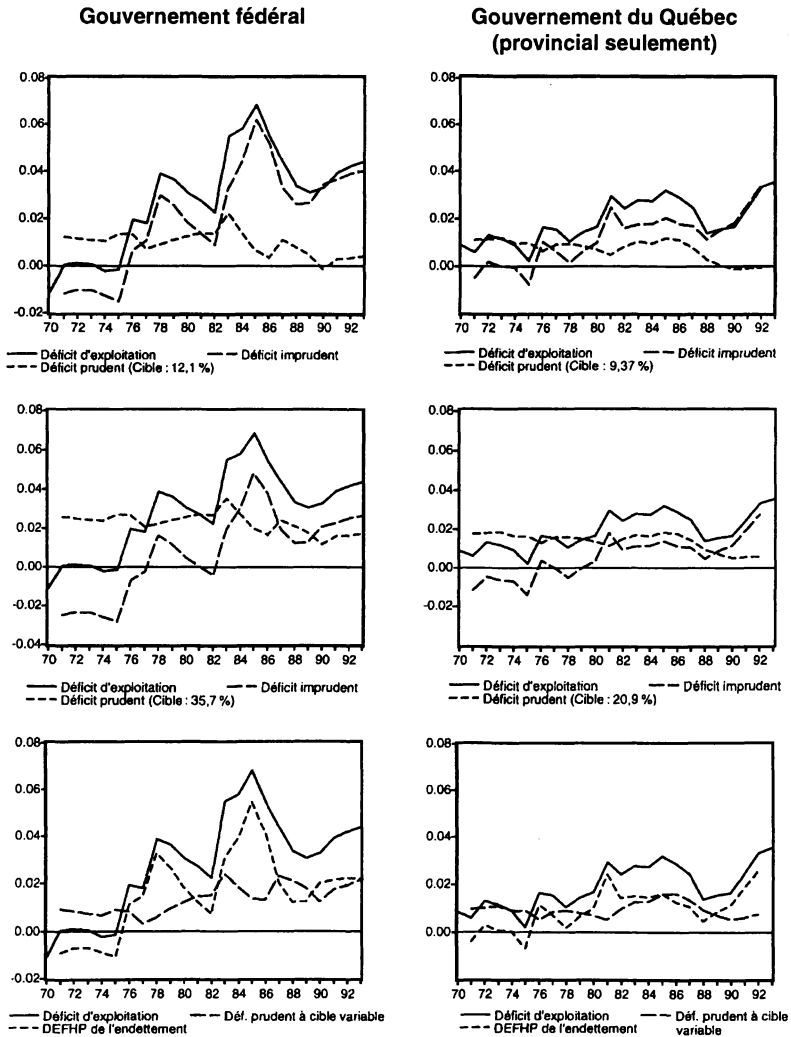 Gouvernement fédéral
Gouvernement du Québec
(provincial seulement)
0.08
0.06
0.04
0.02
0.00
-0.02
70 72 74 76 78 80 82 84 86 88 90 92
Déficit d'exploitation Déficit imprudent
Déficit prudent (Cible : 12,1 %)
0.08
0.06
0.04
0.02
0.00
70 72 74 76 78 80 82 84 86 88 90 92
Déficit d'exploitation Déficit imprudent
Déficit prudent (Cible : 9,37 %)
0.08
0.06
0.04
0.02
0.00
-0.02
-0.04
70 72 74 76 78 80 82 84 86 88 90 92
Déficit d'exploitation Déficit imprudent
Déficit prudent (Cible : 35,7 %)
0.08
0.06
0.04
0.02
0.00
-0.02
70 72 74 76 78 80 82 84 86 88 90 92
Déficit d'exploitation Déficit imprudent
Déficit prudent (Cible : 20,9 %)
0.08
0.06
0.04
0.02
0.00
-0.02
70 72 74 76 78 80 82 84 86 88 90 92
Déficit d'exploitation Déf. prudent à cible variable
DEFHP de l'endettement
0.08
0.06
0.04
0.02
0.00
70 72 74 76 78 80 82 84 86 88 90 92
Déficit d'exploitation Déf. prudent à cible
DEFHP de l'endettement variable